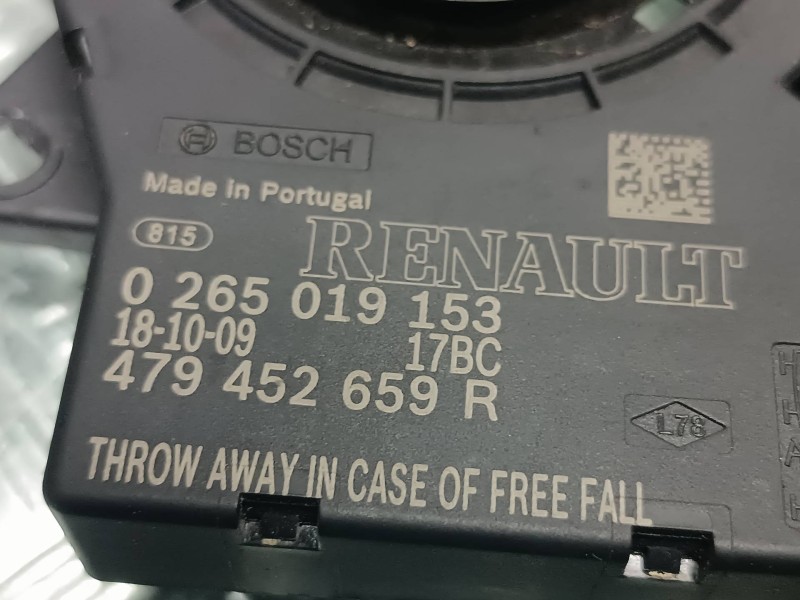 BOSCH
Made in Portugal
815
RENAULT
0 265 019 153
18-10-09 17BC
479 452 659 R
L78
THROW AWAY IN CASE OF FREE FALL